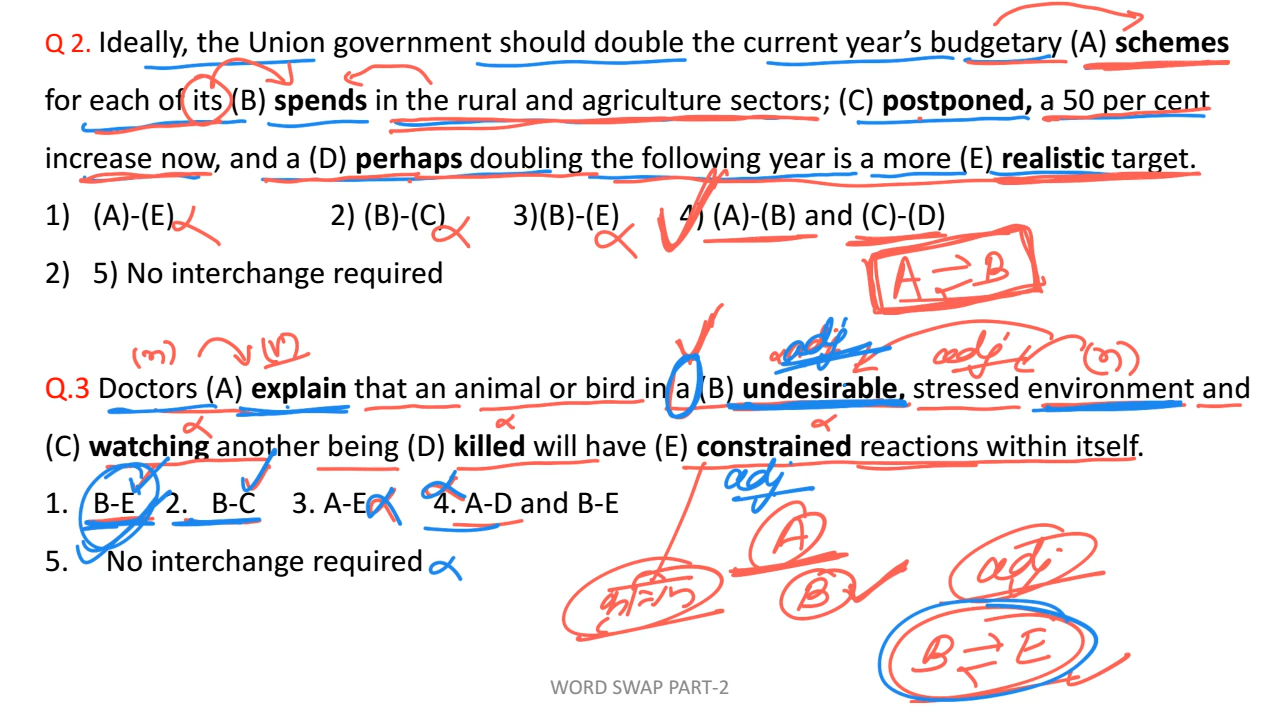 Q 2. Ideally, the Union government should double the current year's budgetary (A) schemes
for each of its (B) spends in the rural and agriculture sectors; (C) postponed, a 50 per cent
increase now, and a (D) perhaps doubling the following year is a more (E) realistic target.
1) (A)-(E) 2) (B)-(C) 3)(B)-(E) 4) (A)-(B) and (C)-(D)
2) 5) No interchange required
A ⇌ B
(n) (v) adj adj (n)
Q.3 Doctors (A) explain that an animal or bird in a (B) undesirable, stressed environment and
(C) watching another being (D) killed will have (E) constrained reactions within itself.
adj
1. B-E 2. B-C 3. A-E 4. A-D and B-E
A
5. No interchange required
adj
B
B ⇌ E
WORD SWAP PART-2